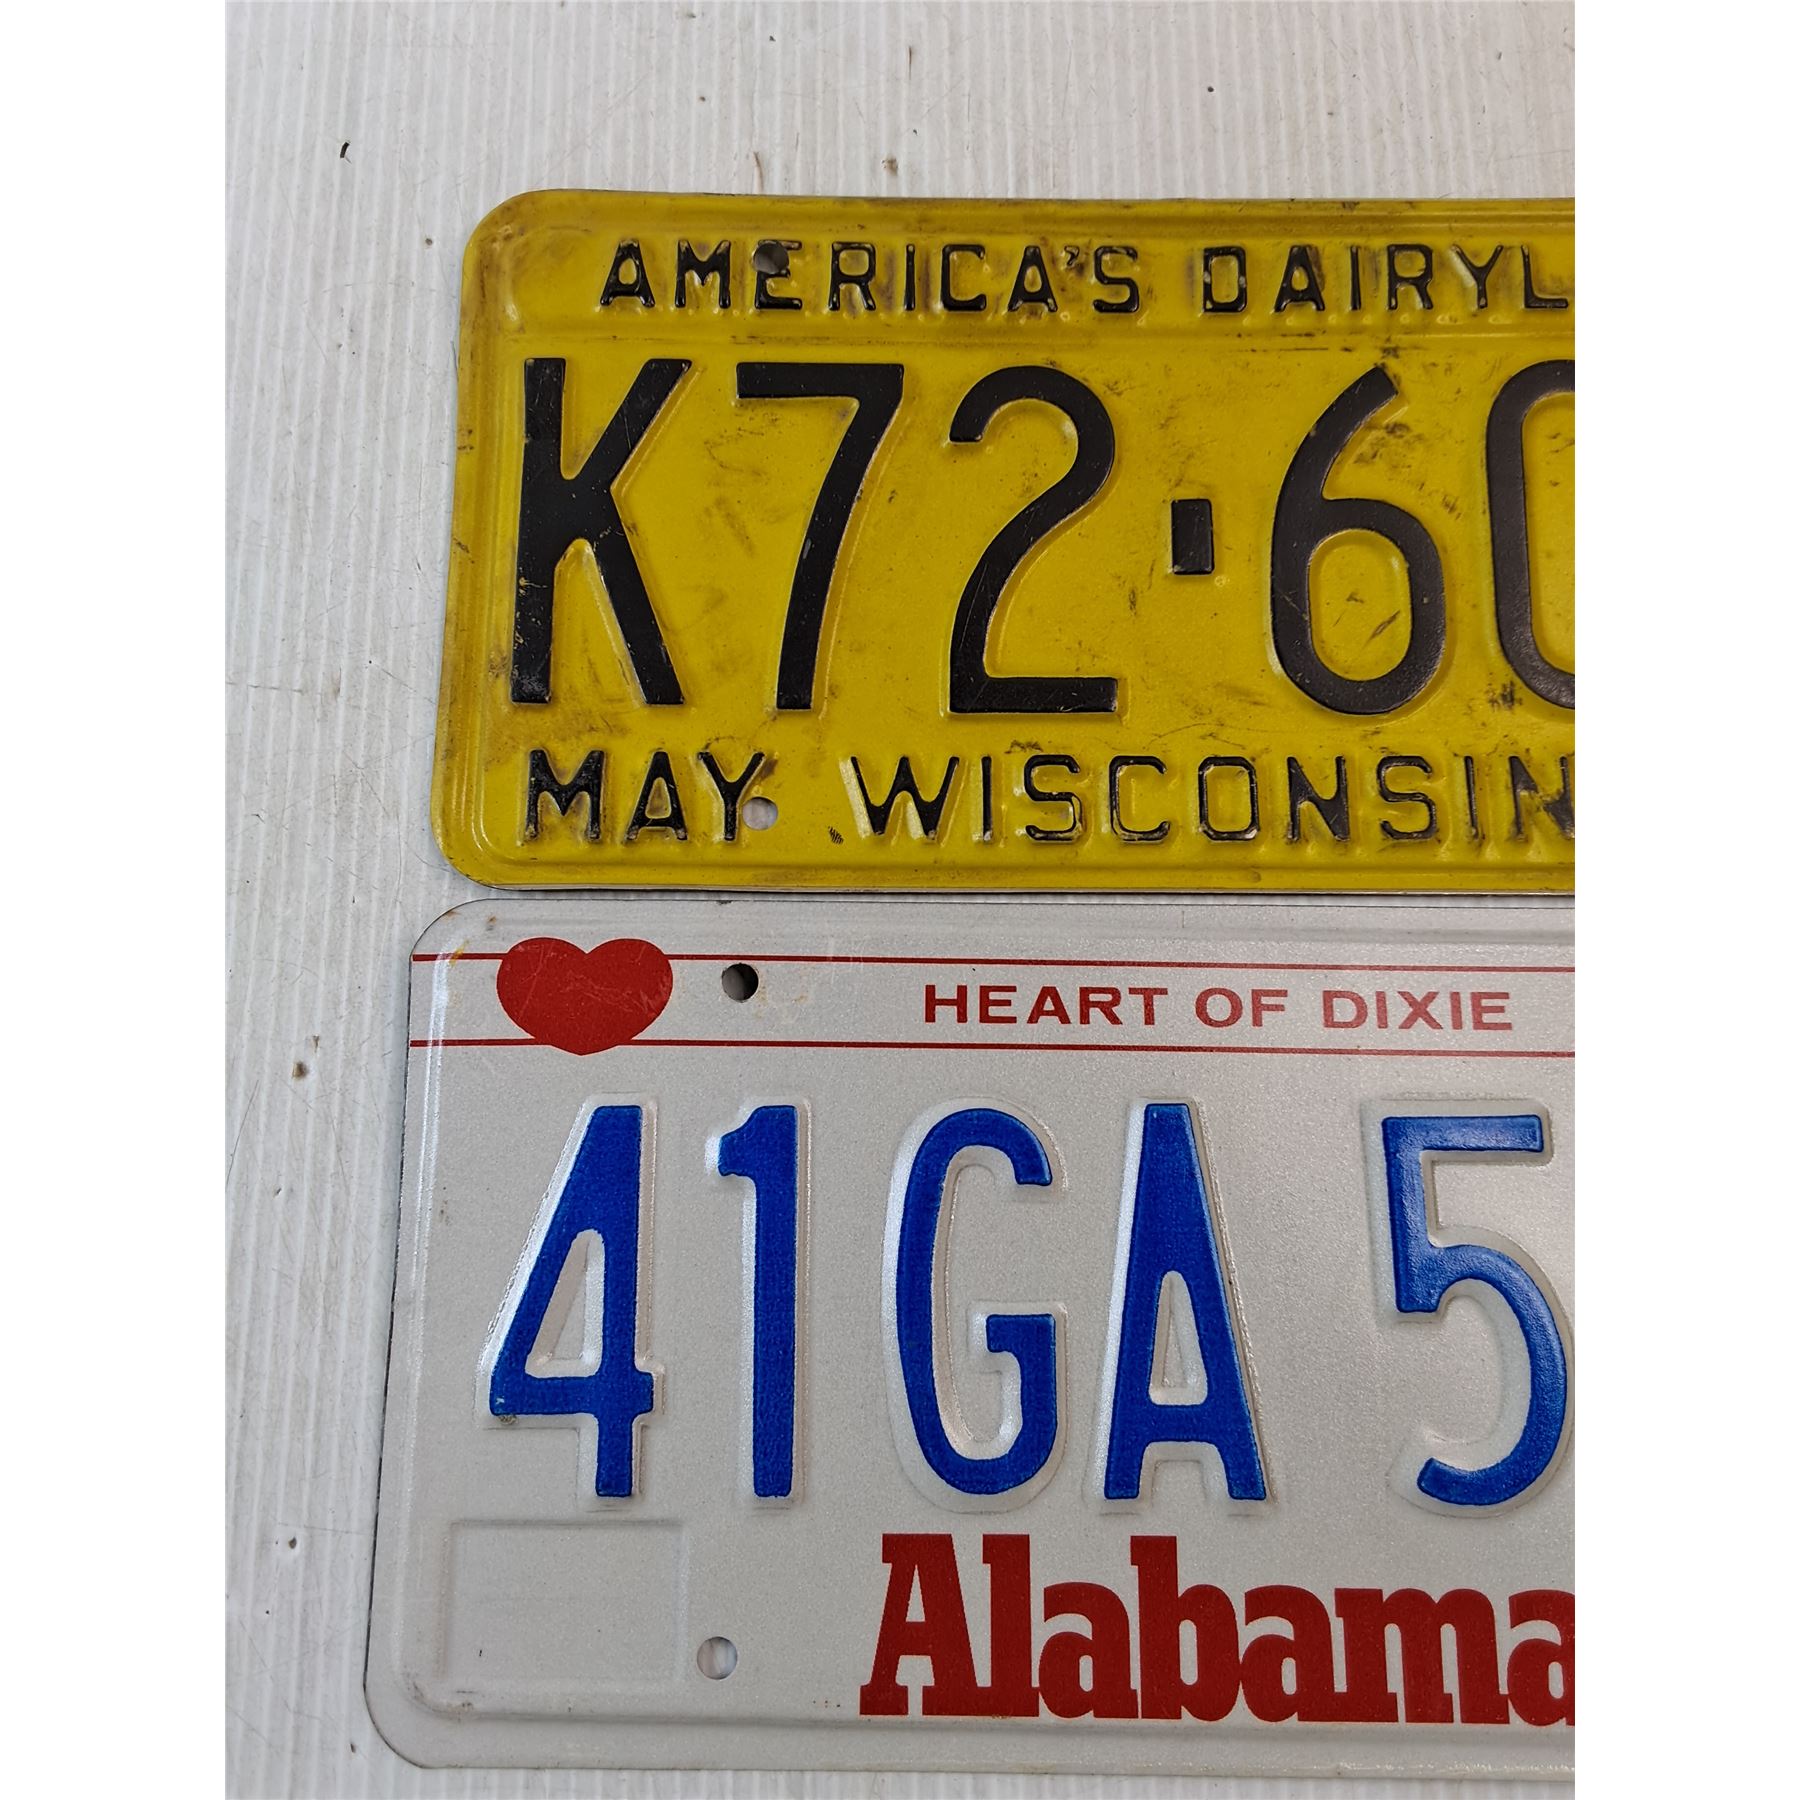 AMERICA'S DAIRYL
K72-60
MAY WISCONSIN
HEART OF DIXIE
41GA 5
Alabama